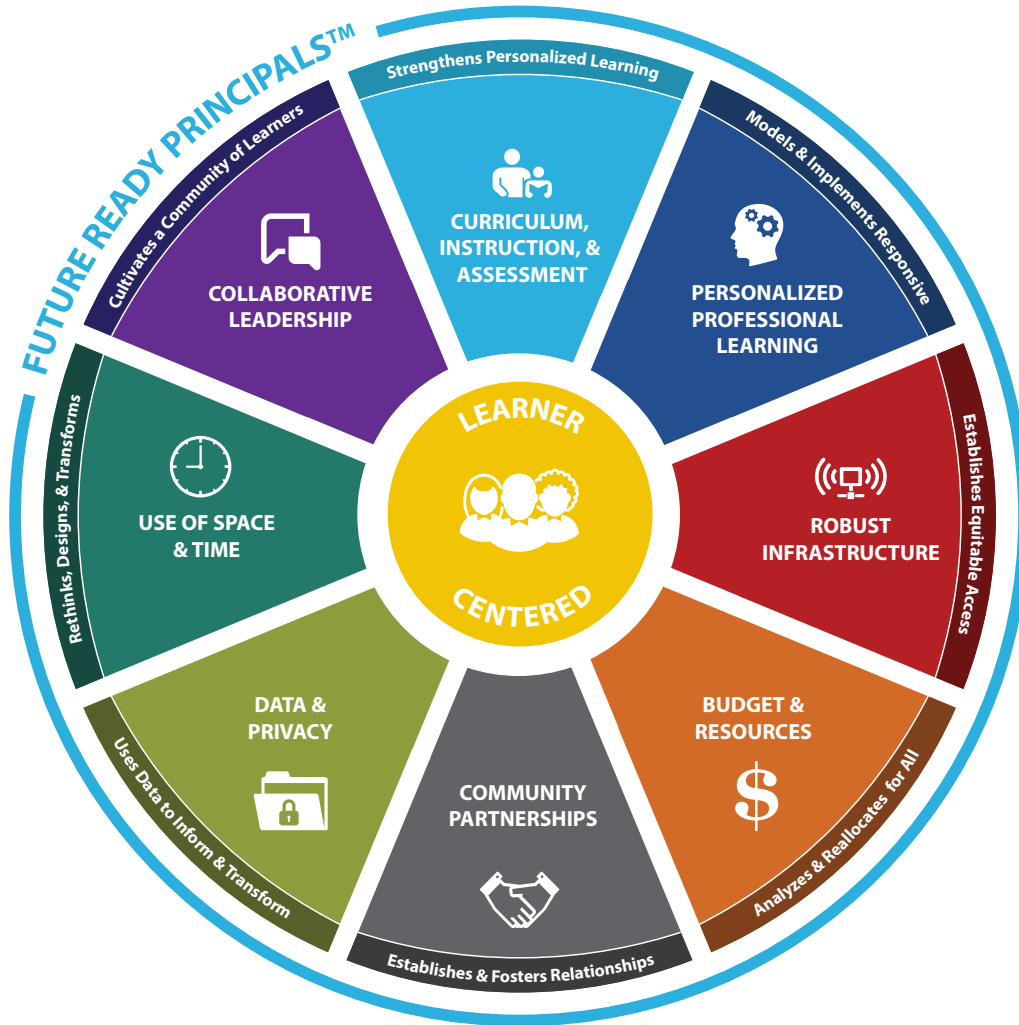 FUTURE READY PRINCIPALS™
Strengthens Personalized Learning
CURRICULUM,
INSTRUCTION, &
ASSESSMENT
Models & Implements Responsive
PERSONALIZED
PROFESSIONAL
LEARNING
Establishes Equitable Access
ROBUST
INFRASTRUCTURE
Analyzes & Reallocates for All
BUDGET &
RESOURCES
$
Establishes & Fosters Relationships
COMMUNITY
PARTNERSHIPS
Uses Data to Inform & Transform
DATA &
PRIVACY
Rethinks, Designs, & Transforms
USE OF SPACE
& TIME
Cultivates a Community of Learners
COLLABORATIVE
LEADERSHIP
LEARNER
CENTERED